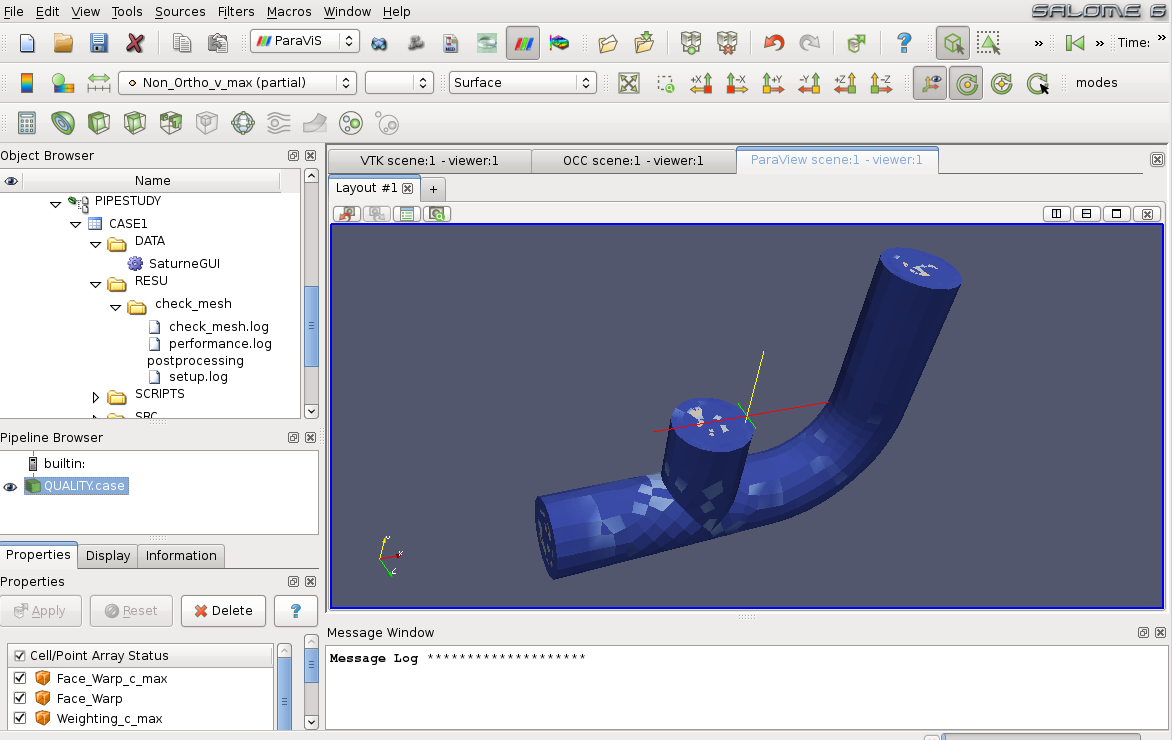 File Edit View Tools Sources Filters Macros Window Help
SALOME 6
ParaViS
?
»
»
Time:
»
Non_Ortho_v_max (partial)
Surface
+X
-X
+Y
-Y
+Z
-Z
modes
Object Browser
Name
PIPESTUDY
CASE1
DATA
SaturneGUI
RESU
check_mesh
check_mesh.log
performance.log
postprocessing
setup.log
SCRIPTS
SRC
Pipeline Browser
builtin:
QUALITY.case
Properties Display Information
Properties
Apply Reset Delete ?
Cell/Point Array Status
Face_Warp_c_max
Face_Warp
Weighting_c_max
VTK scene:1 - viewer:1 OCC scene:1 - viewer:1 ParaView scene:1 - viewer:1
Layout #1 +
Message Window
Message Log ********************